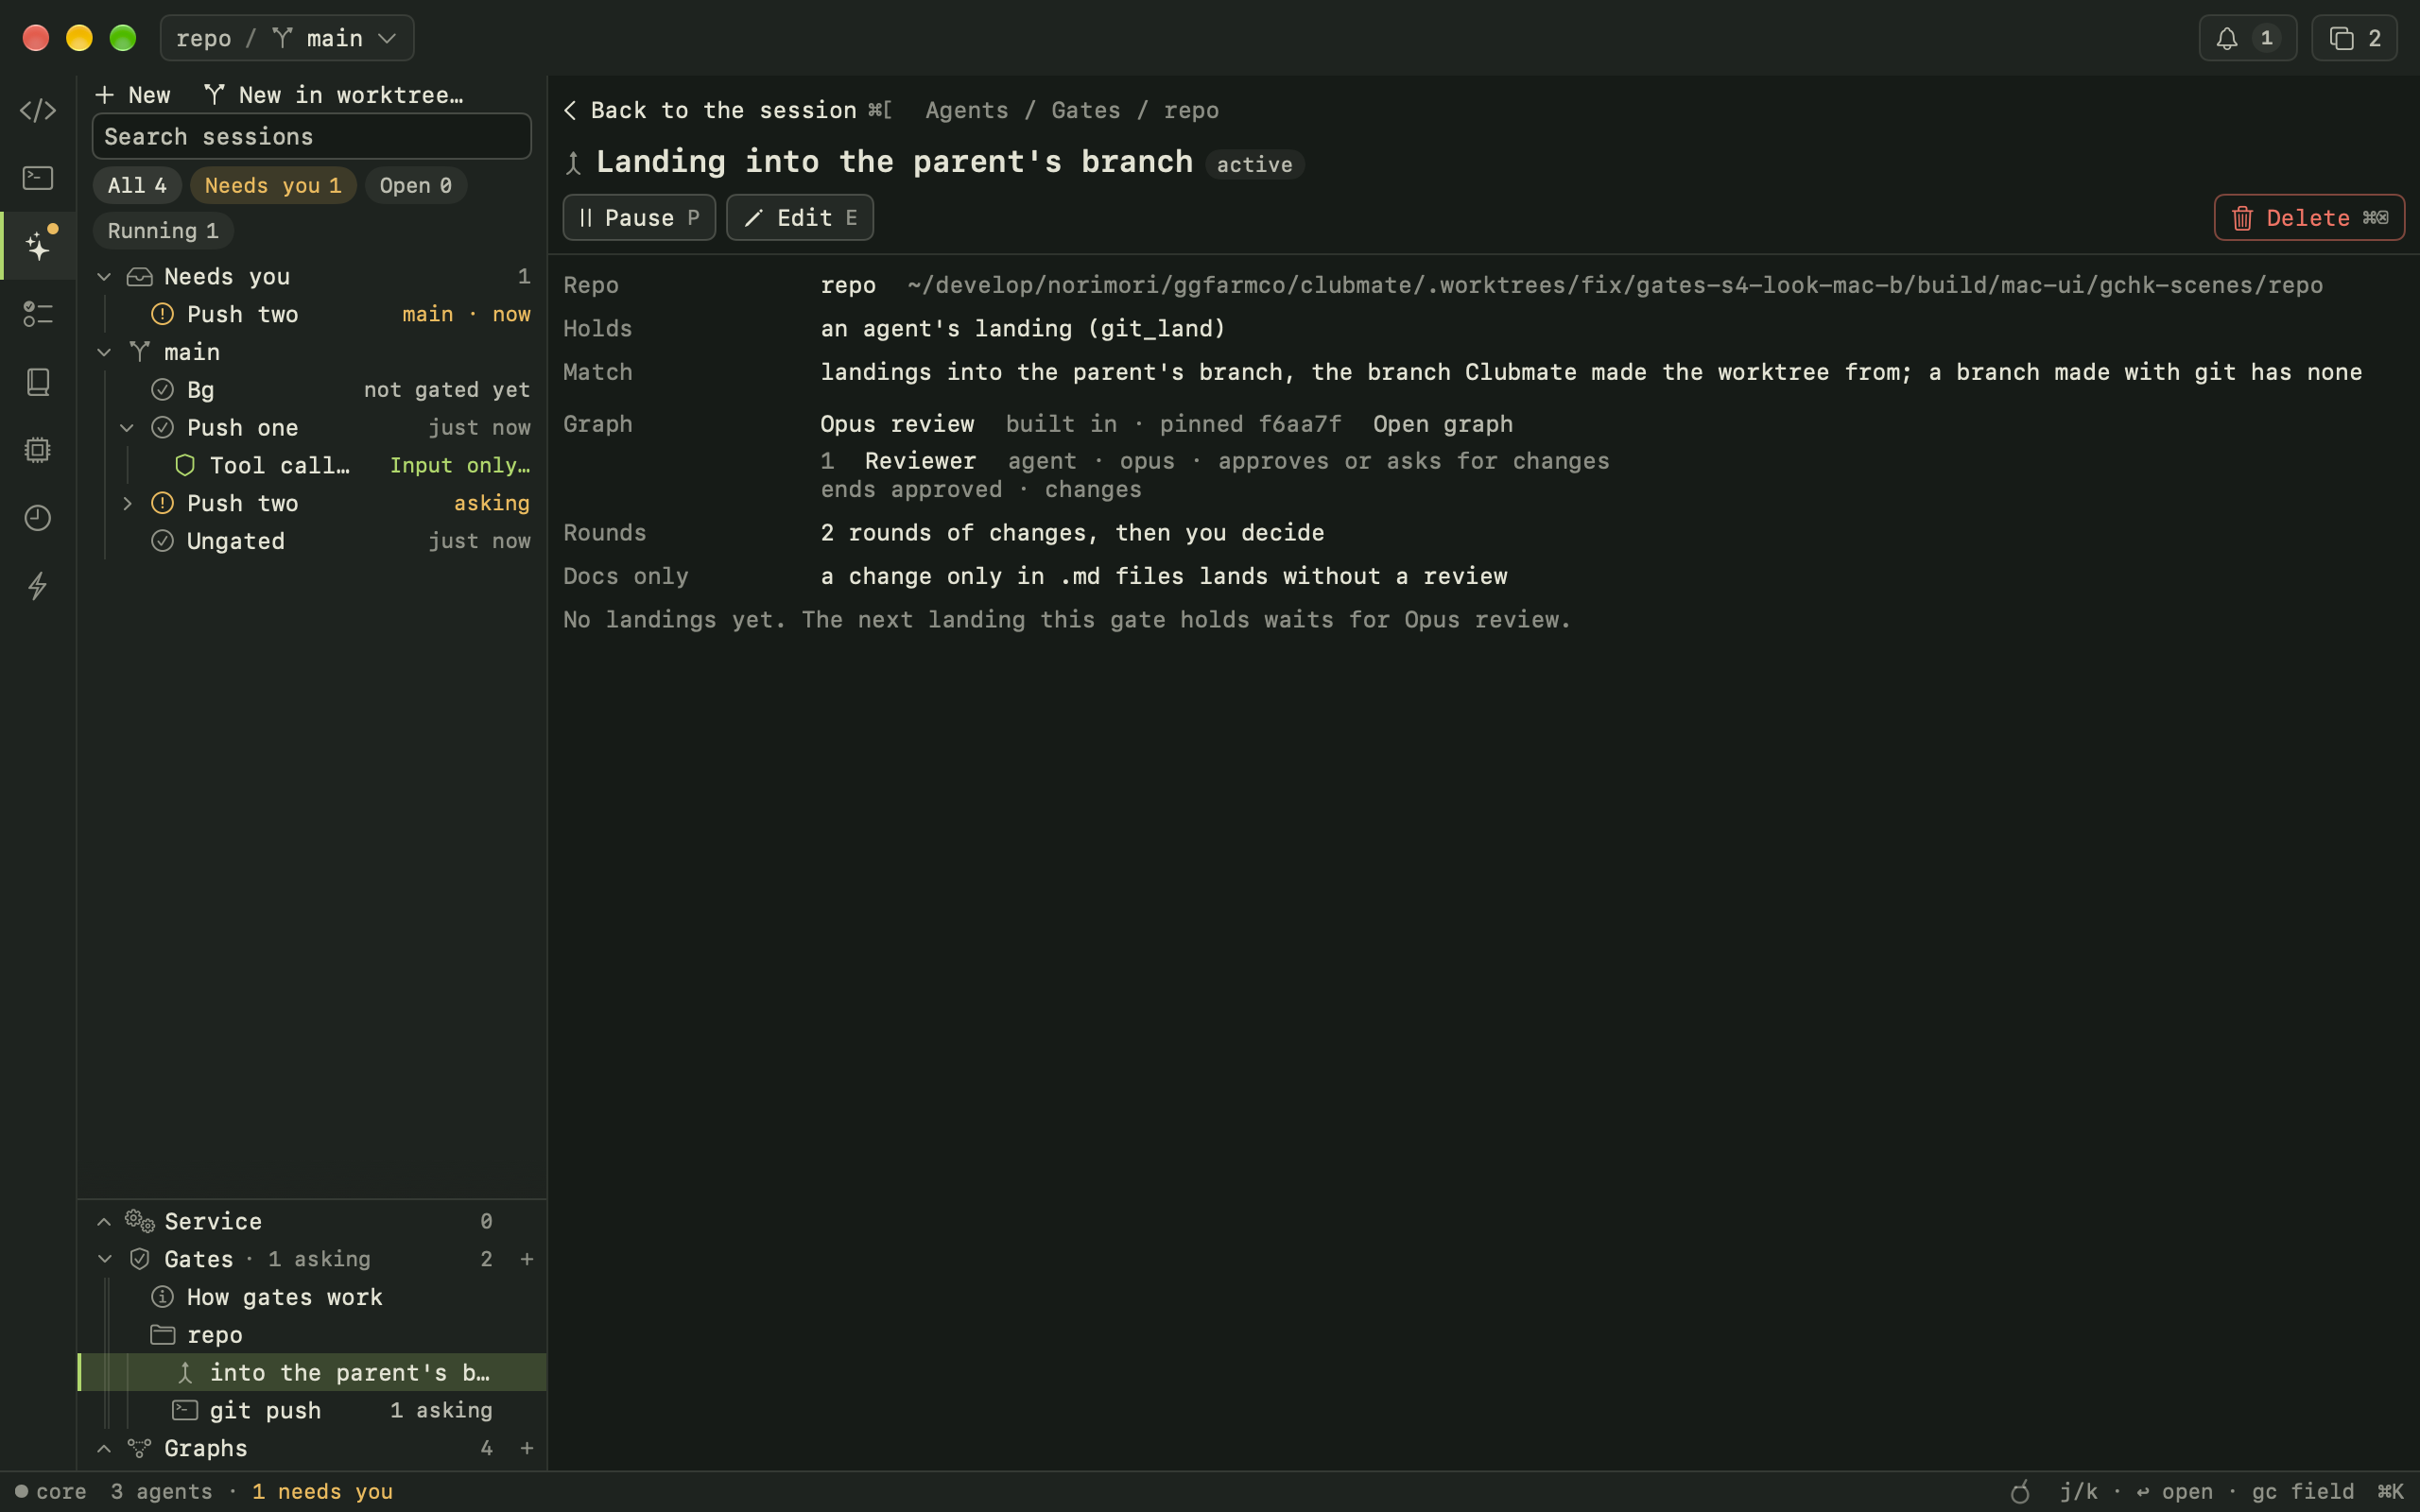 repo / main
1
2
New New in worktree…
Search sessions
All 4 Needs you 1 Open 0
Running 1
Needs you 1
Push two main · now
main
Bg not gated yet
Push one just now
Tool call… Input only…
Push two asking
Ungated just now
Service 0
Gates · 1 asking 2 +
How gates work
repo
into the parent's b…
git push 1 asking
Graphs 4 +
Back to the session ⌘[ Agents / Gates / repo
Landing into the parent's branch active
Pause P Edit E Delete ⌘⌫
Repo repo ~/develop/norimori/ggfarmco/clubmate/.worktrees/fix/gates-s4-look-mac-b/build/mac-ui/gchk-scenes/repo
Holds an agent's landing (git_land)
Match landings into the parent's branch, the branch Clubmate made the worktree from; a branch made with git has none
Graph Opus review built in · pinned f6aa7f Open graph
1 Reviewer agent · opus · approves or asks for changes
ends approved · changes
Rounds 2 rounds of changes, then you decide
Docs only a change only in .md files lands without a review
No landings yet. The next landing this gate holds waits for Opus review.
core 3 agents · 1 needs you
j/k · ↩ open · gc field ⌘K